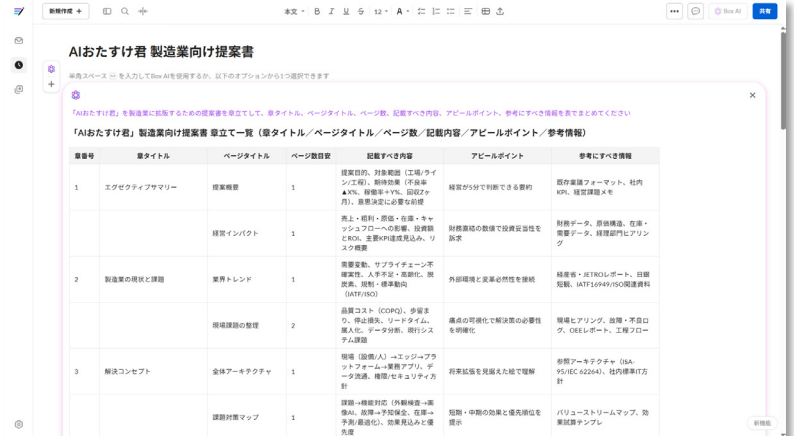 新規作成 +
本文
B I U S 12 A
Box AI
共有
AIおたすけ君 製造業向け提案書
半角スペース を入力してBox AIを使用するか、以下のオプションから1つ選択できます
「AIおたすけ君」を製造業に拡販するための提案書を章立てして、章タイトル、ページタイトル、ページ数、記載すべき内容、アピールポイント、参考にすべき情報を表でまとめてください
「AIおたすけ君」製造業向け提案書 章立て一覧（章タイトル／ページタイトル／ページ数／記載内容／アピールポイント／参考情報）
章番号 章タイトル ページタイトル ページ数目安 記載すべき内容 アピールポイント 参考にすべき情報
1 エグゼクティブサマリー 提案概要 1 提案目的、対象範囲（工場/ライン/工程）、期待効果（不良率▲X%、稼働率＋Y%、回収Zヶ月）、意思決定に必要な前提 経営が5分で判断できる要約 既存稟議フォーマット、社内KPI、経営課題メモ
経営インパクト 1 売上・粗利・原価・在庫・キャッシュフローへの影響、投資額とROI、主要KPI達成見込み、リスク概要 財務直結の数値で投資妥当性を訴求 財務データ、原価構造、在庫・需要データ、経理部門ヒアリング
2 製造業の現状と課題 業界トレンド 1 需要変動、サプライチェーン不確実性、人手不足・高齢化、脱炭素、規制・標準動向（IATF/ISO） 外部環境と変革必然性を接続 経産省・JETROレポート、日銀短観、IATF16949/ISO関連資料
現場課題の整理 2 品質コスト（COPQ）、歩留まり、停止損失、リードタイム、属人化、データ分断、現行システム課題 痛点の可視化で解決策の必要性を明確化 現場ヒアリング、故障・不良ログ、OEEレポート、工程フロー
3 解決コンセプト 全体アーキテクチャ 1 現場（設備/人）→エッジ→プラットフォーム→業務アプリ、データ流通、権限/セキュリティ方針 将来拡張を見据えた絵で理解 参照アーキテクチャ（ISA-95/IEC 62264）、社内標準IT方針
課題対策マップ 1 課題→機能対応（外観検査→画像AI、故障→予知保全、在庫→予測/最適化）、効果見込みと優先度 短期・中期の効果と優先順位を提示 バリューストリームマップ、効果試算テンプレ
新機能